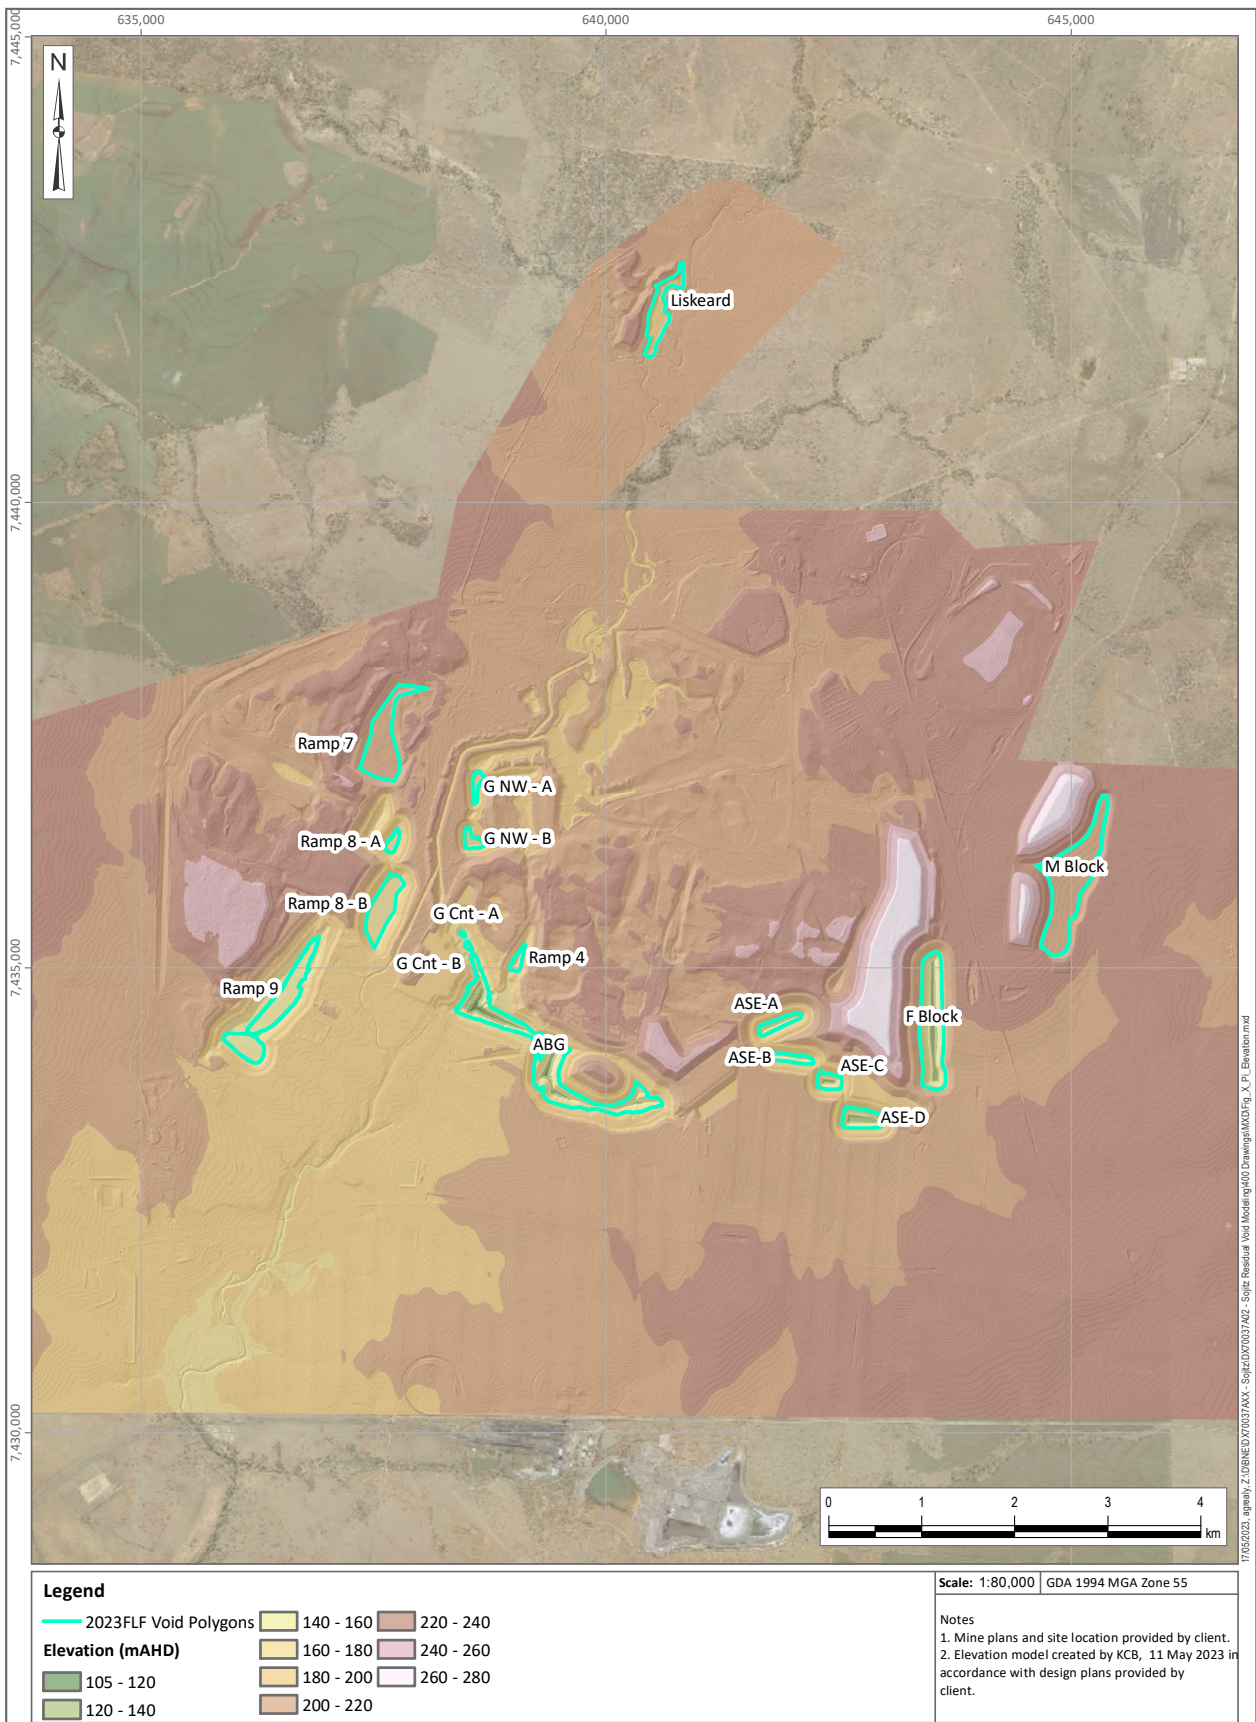 635,000
640,000
645,000
7,445,000
N
Liskeard
7,440,000
Ramp 7
G NW - A
Ramp 8 - A
G NW - B
M Block
Ramp 8 - B
G Cnt - A
G Cnt - B
Ramp 4
7,435,000
Ramp 9
ASE-A
F Block
ABG
ASE-B
ASE-C
ASE-D
7,430,000
0 1 2 3 4
km
Legend
2023FLF Void Polygons
Elevation (mAHD)
105 - 120
120 - 140
140 - 160
160 - 180
180 - 200
200 - 220
220 - 240
240 - 260
260 - 280
Scale: 1:80,000
GDA 1994 MGA Zone 55
Notes
1. Mine plans and site location provided by client.
2. Elevation model created by KCB, 11 May 2023 in
accordance with design plans provided by
client.